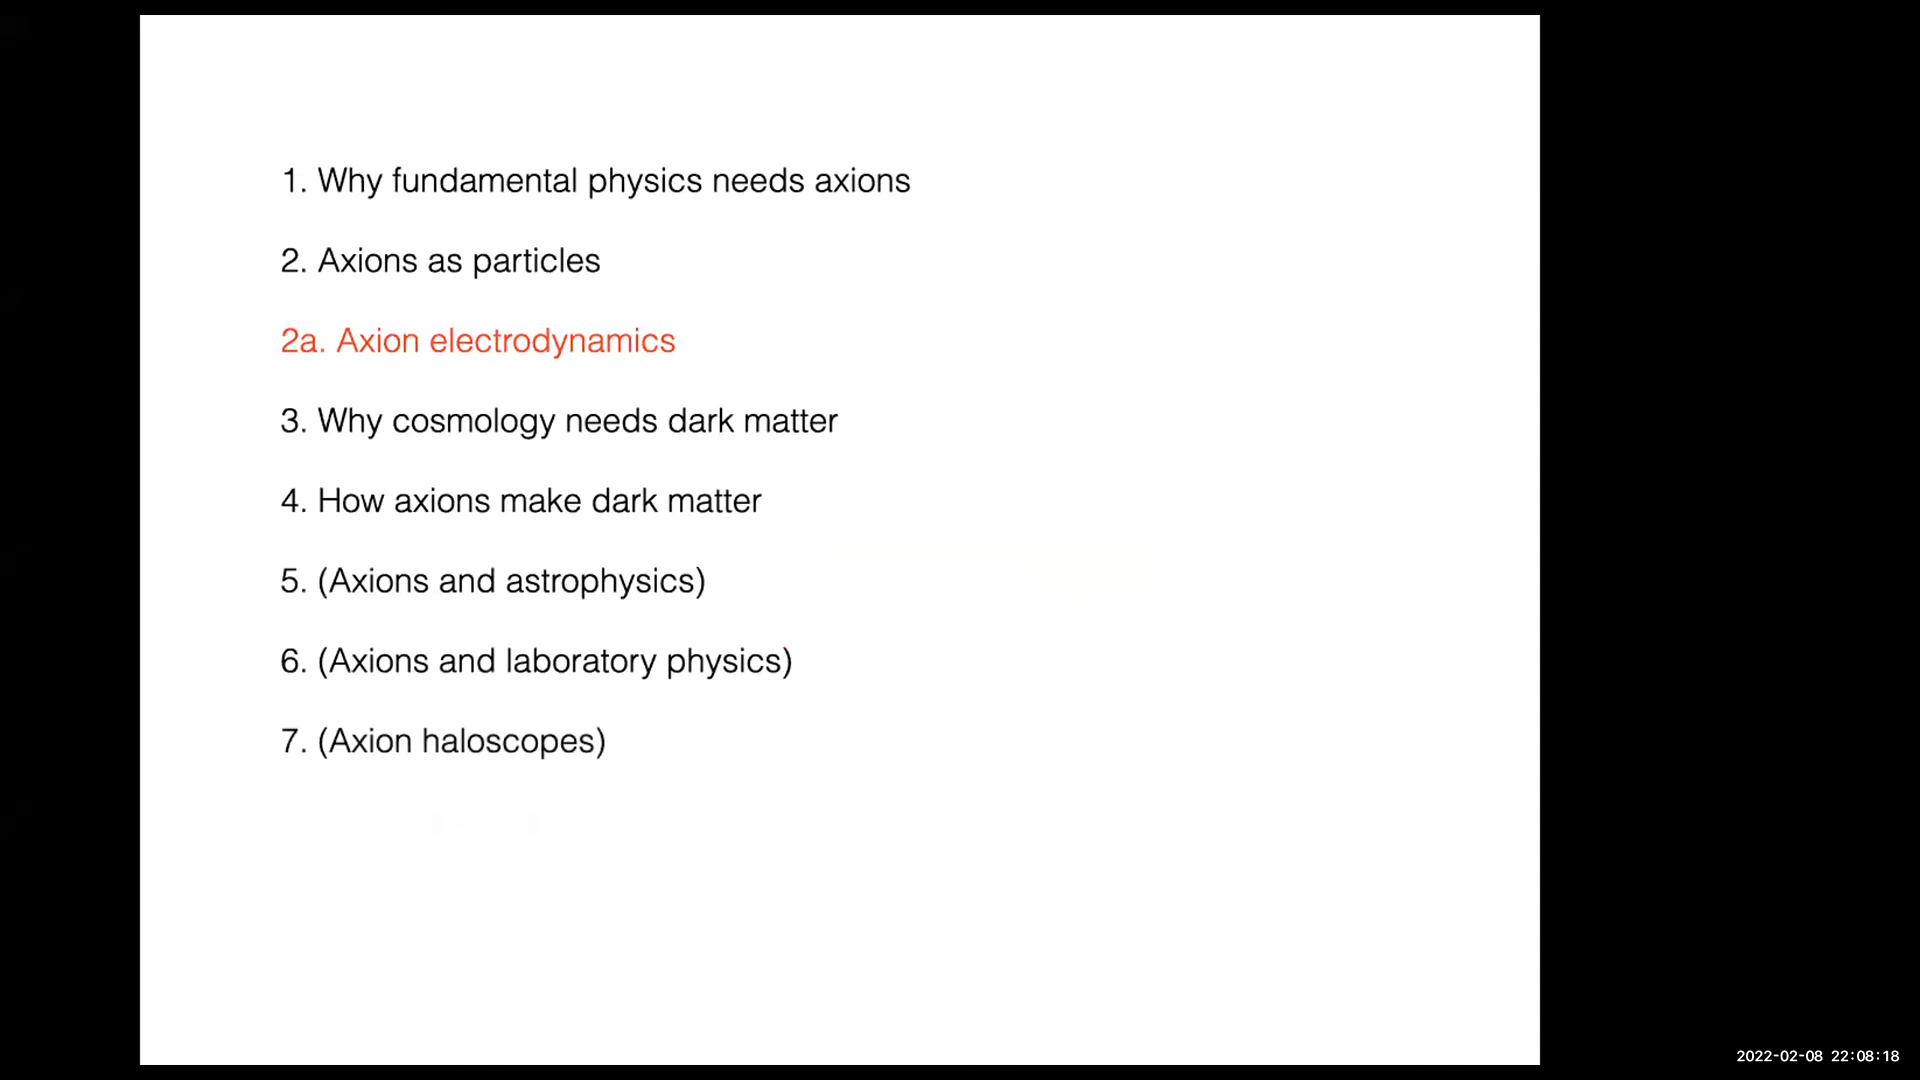 1. Why fundamental physics needs axions
2. Axions as particles
2a. Axion electrodynamics
3. Why cosmology needs dark matter
4. How axions make dark matter
5. (Axions and astrophysics)
6. (Axions and laboratory physics)
7. (Axion haloscopes)
2022-02-08 22:08:18